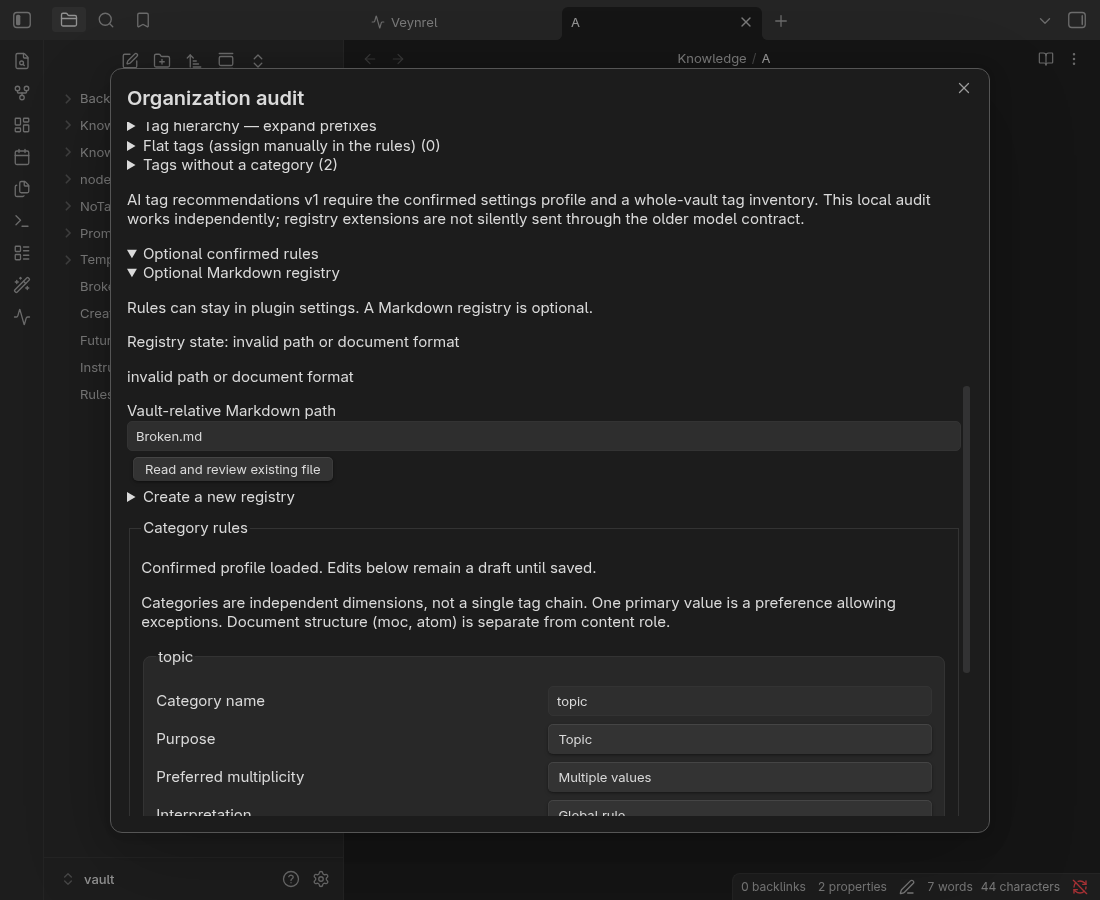 Veynrel
A
Knowledge / A
Back
Know
Know
node
NoTa
Prom
Temp
Broke
Creat
Futur
Instru
Rules
vault
Organization audit
Tag hierarchy — expand prefixes
Flat tags (assign manually in the rules) (0)
Tags without a category (2)
AI tag recommendations v1 require the confirmed settings profile and a whole-vault tag inventory. This local audit
works independently; registry extensions are not silently sent through the older model contract.
Optional confirmed rules
Optional Markdown registry
Rules can stay in plugin settings. A Markdown registry is optional.
Registry state: invalid path or document format
invalid path or document format
Vault-relative Markdown path
Broken.md
Read and review existing file
Create a new registry
Category rules
Confirmed profile loaded. Edits below remain a draft until saved.
Categories are independent dimensions, not a single tag chain. One primary value is a preference allowing
exceptions. Document structure (moc, atom) is separate from content role.
topic
Category name topic
Purpose Topic
Preferred multiplicity Multiple values
Interpretation Global rule
0 backlinks 2 properties 7 words 44 characters